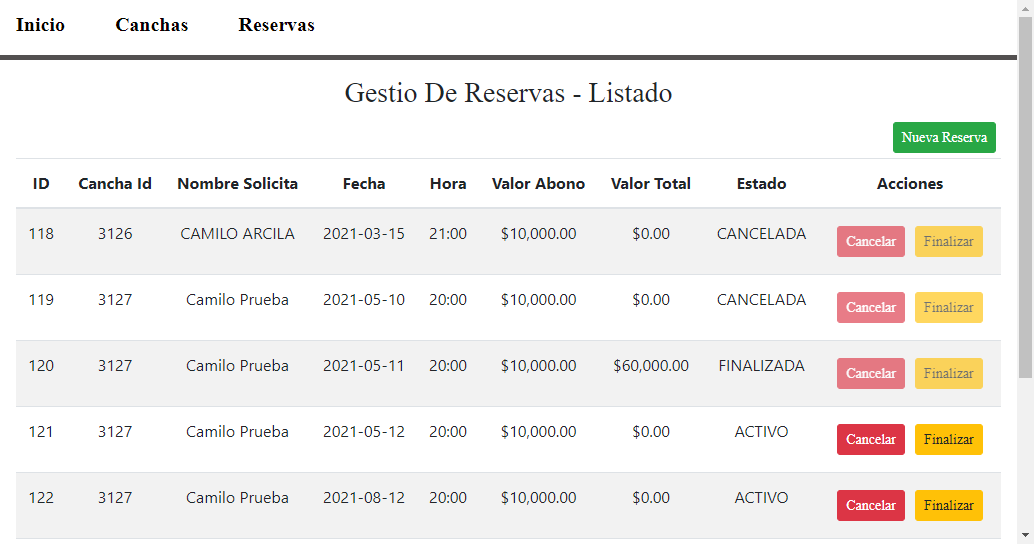 Inicio Canchas Reservas
Gestio De Reservas - Listado
Nueva Reserva
ID Cancha Id Nombre Solicita Fecha Hora Valor Abono Valor Total Estado Acciones
118 3126 CAMILO ARCILA 2021-03-15 21:00 $10,000.00 $0.00 CANCELADA Cancelar Finalizar
119 3127 Camilo Prueba 2021-05-10 20:00 $10,000.00 $0.00 CANCELADA Cancelar Finalizar
120 3127 Camilo Prueba 2021-05-11 20:00 $10,000.00 $60,000.00 FINALIZADA Cancelar Finalizar
121 3127 Camilo Prueba 2021-05-12 20:00 $10,000.00 $0.00 ACTIVO Cancelar Finalizar
122 3127 Camilo Prueba 2021-08-12 20:00 $10,000.00 $0.00 ACTIVO Cancelar Finalizar